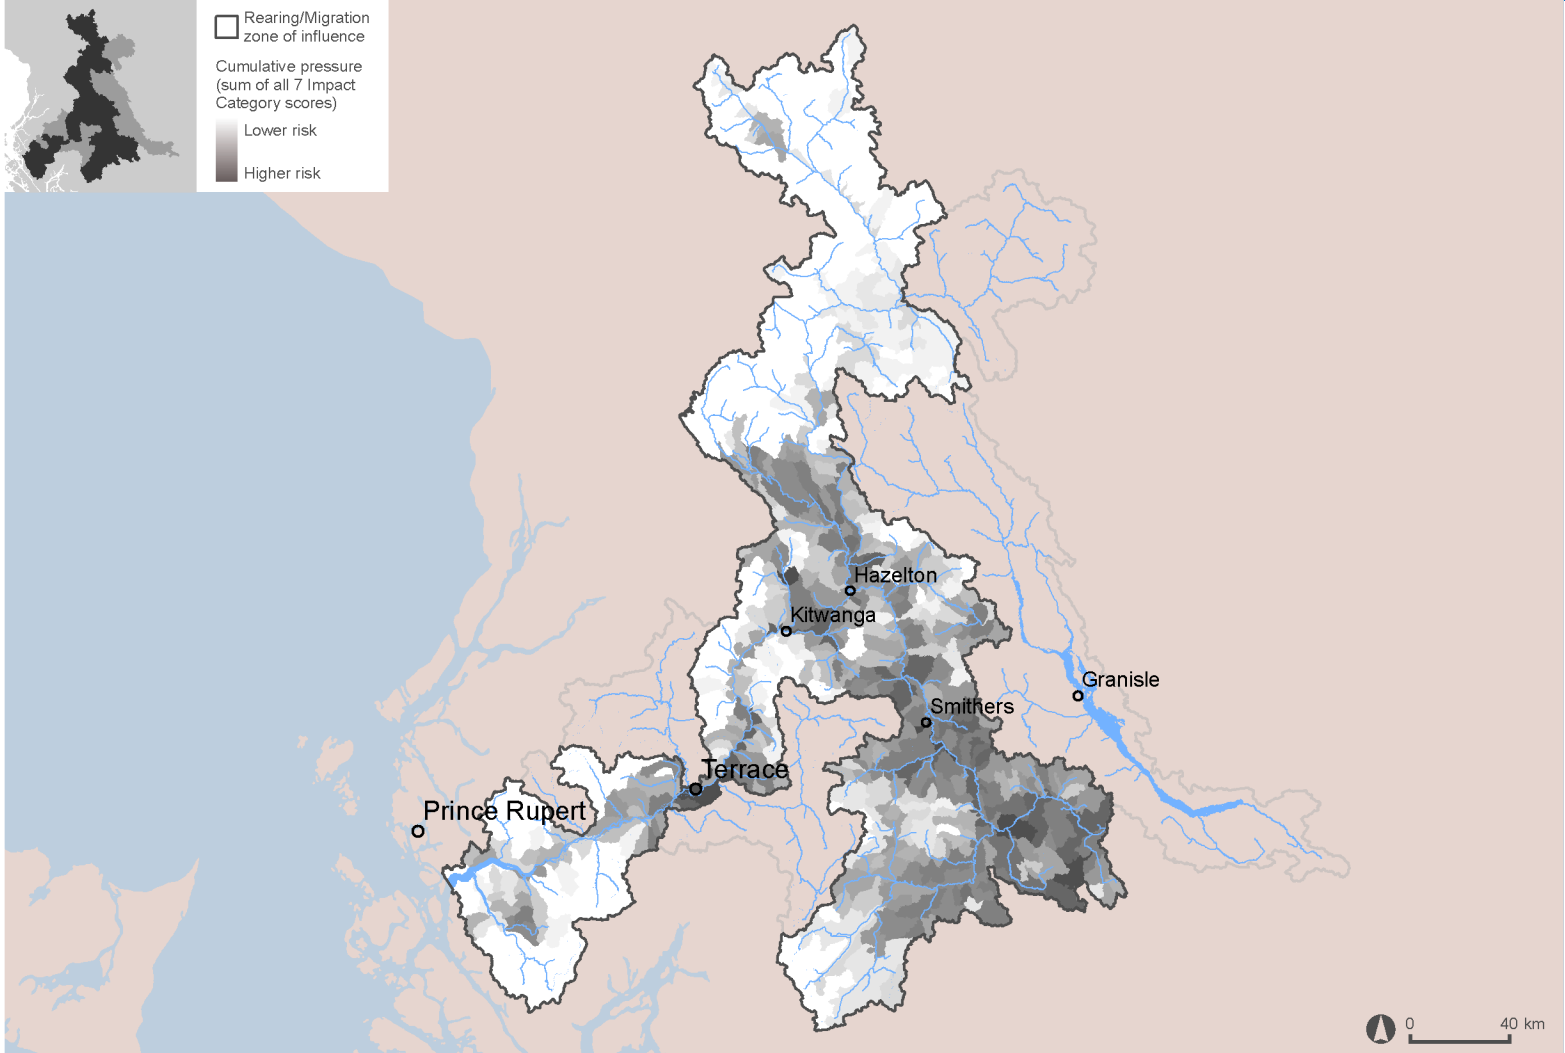 Rearing/Migration
zone of influence
Cumulative pressure
(sum of all 7 Impact
Category scores)
Lower risk
Higher risk
Hazelton
Kitwanga
Granisle
Smithers
Terrace
Prince Rupert
0 40 km